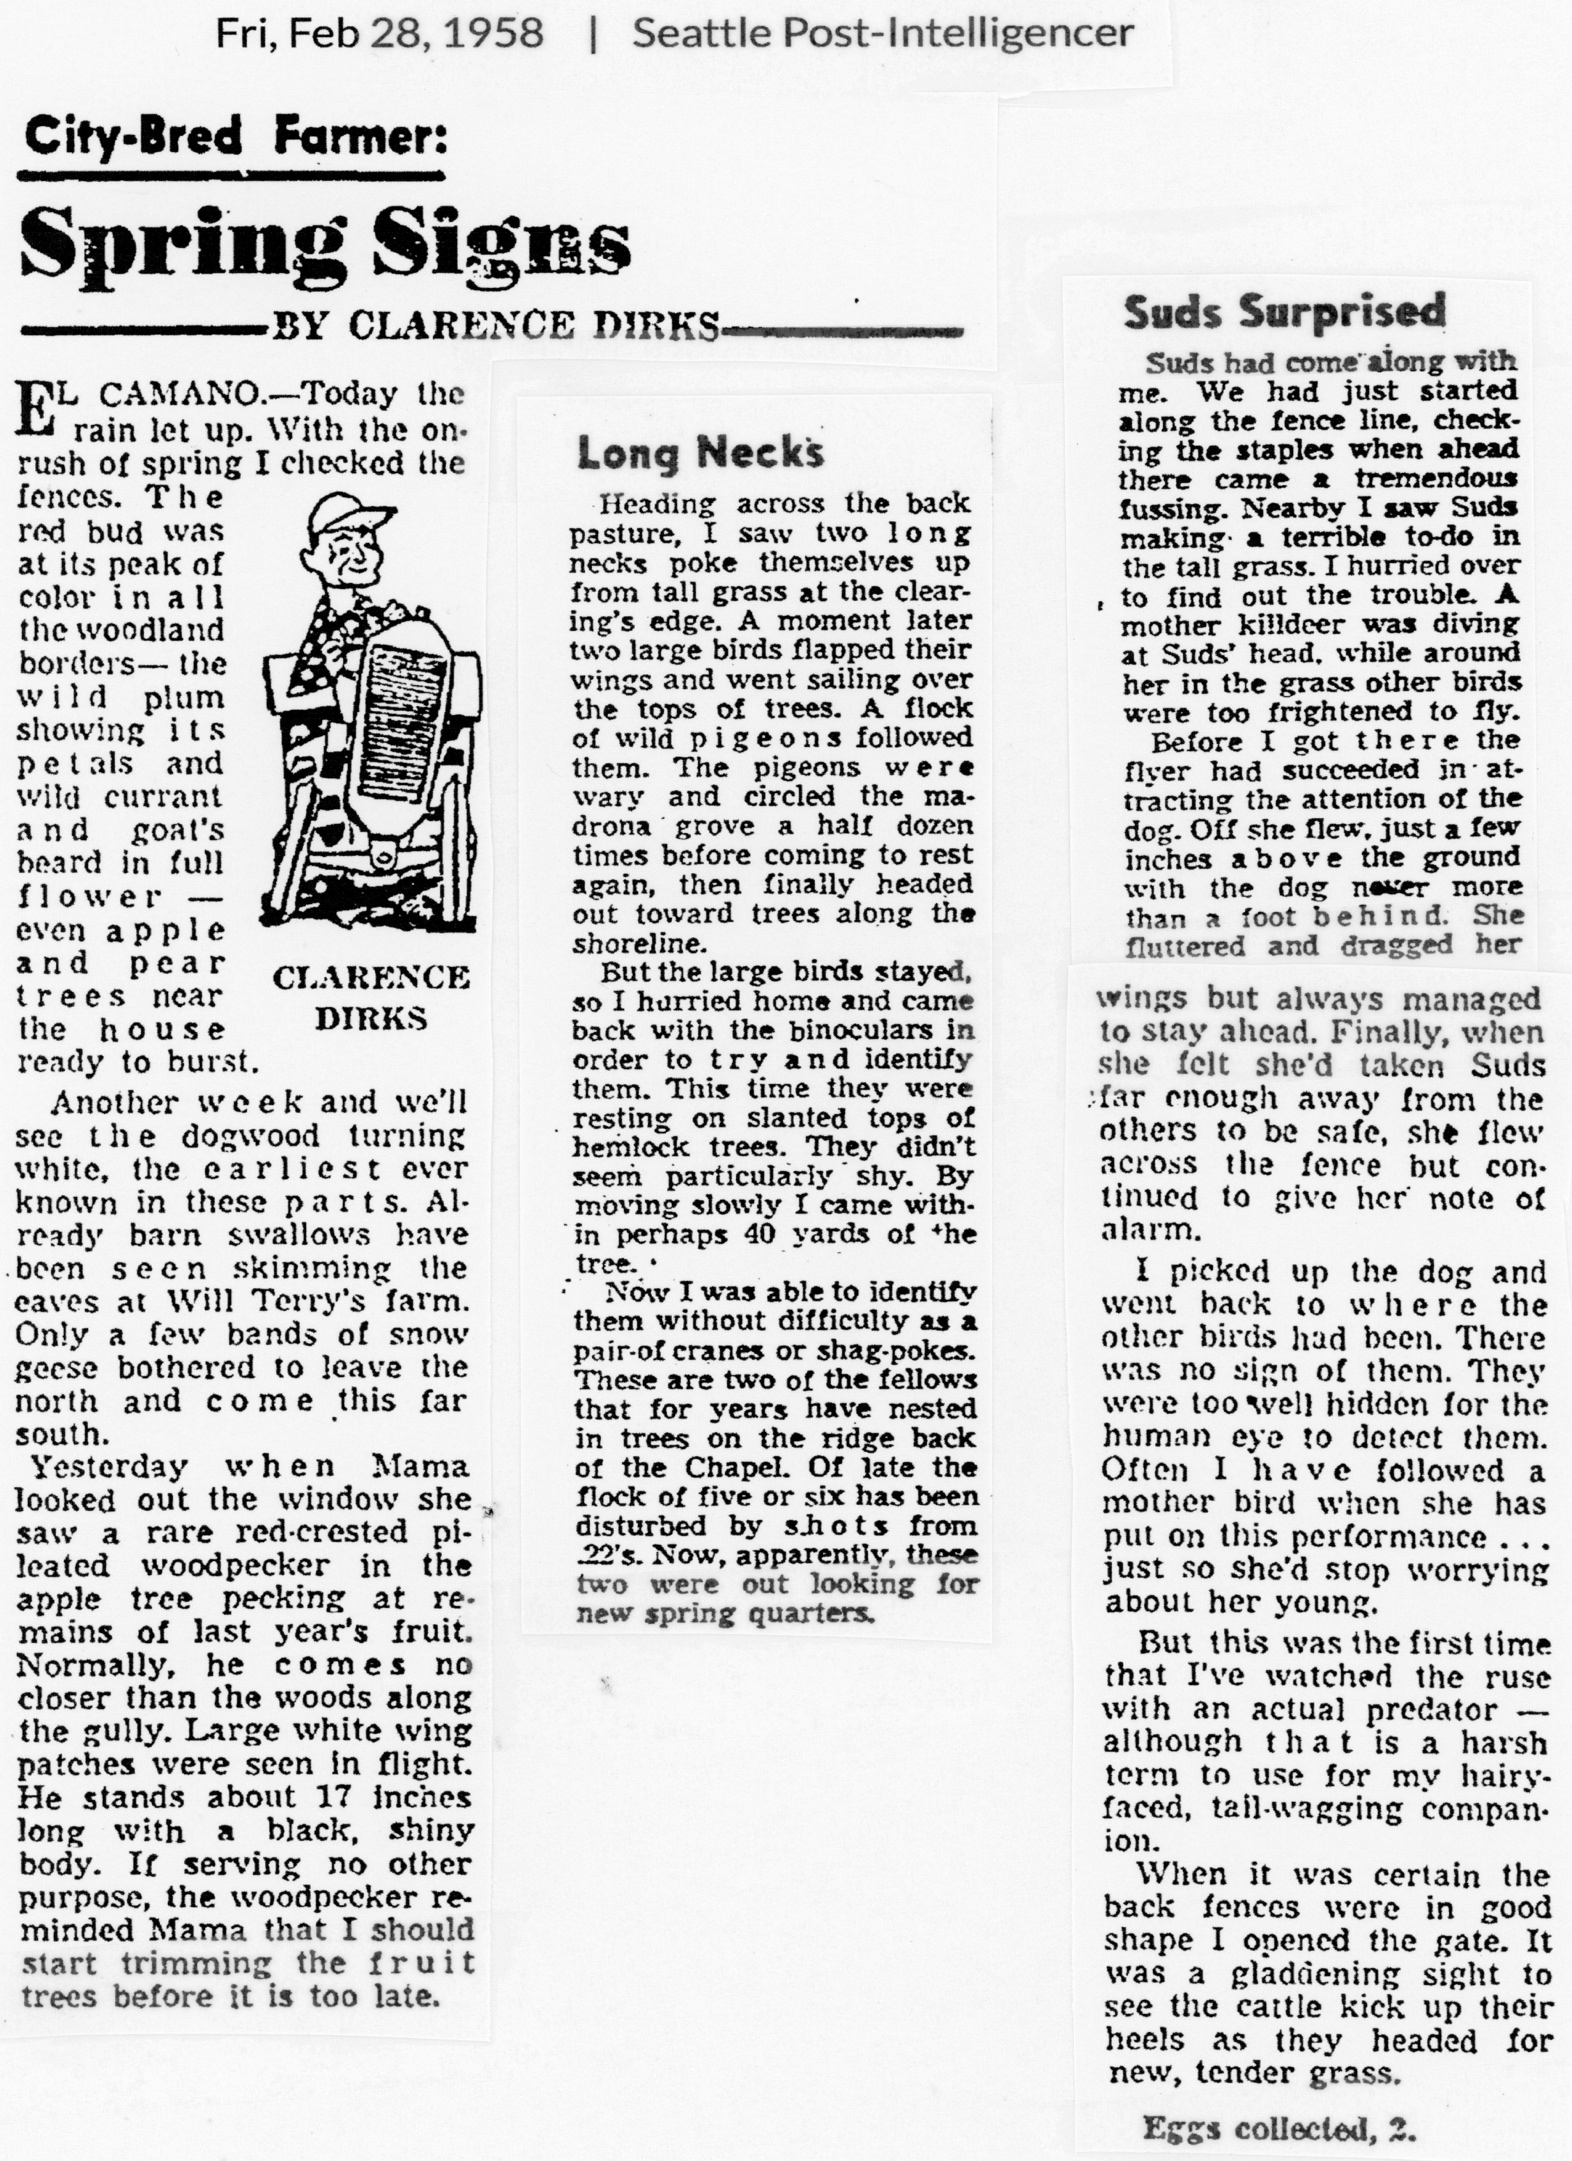 Fri, Feb 28, 1958 | Seattle Post-Intelligencer
City-Bred Farmer:
Spring Signs
BY CLARENCE DIRKS
EL CAMANO.—Today the
rain let up. With the on-
rush of spring I checked the
fences. The
red bud was
at its peak of
color in all
the woodland
borders— the
wild plum
showing its
petals and
wild currant
and goat's
beard in full
flower —
even apple
and pear
trees near
the house
ready to burst.
CLARENCE
DIRKS
Another week and we'll
see the dogwood turning
white, the earliest ever
known in these parts. Al-
ready barn swallows have
been seen skimming the
eaves at Will Terry's farm.
Only a few bands of snow
geese bothered to leave the
north and come this far
south.
Yesterday when Mama
looked out the window she
saw a rare red-crested pi-
leated woodpecker in the
apple tree pecking at re-
mains of last year's fruit.
Normally, he comes no
closer than the woods along
the gully. Large white wing
patches were seen in flight.
He stands about 17 inches
long with a black, shiny
body. If serving no other
purpose, the woodpecker re-
minded Mama that I should
start trimming the fruit
trees before it is too late.
Long Necks
Heading across the back
pasture, I saw two long
necks poke themselves up
from tall grass at the clear-
ing's edge. A moment later
two large birds flapped their
wings and went sailing over
the tops of trees. A flock
of wild pigeons followed
them. The pigeons were
wary and circled the ma-
drona grove a half dozen
times before coming to rest
again, then finally headed
out toward trees along the
shoreline.
But the large birds stayed,
so I hurried home and came
back with the binoculars in
order to try and identify
them. This time they were
resting on slanted tops of
hemlock trees. They didn't
seem particularly shy. By
moving slowly I came with-
in perhaps 40 yards of the
tree.
Now I was able to identify
them without difficulty as a
pair of cranes or shag-pokes.
These are two of the fellows
that for years have nested
in trees on the ridge back
of the Chapel. Of late the
flock of five or six has been
disturbed by shots from
.22's. Now, apparently, these
two were out looking for
new spring quarters.
Suds Surprised
Suds had come along with
me. We had just started
along the fence line, check-
ing the staples when ahead
there came a tremendous
fussing. Nearby I saw Suds
making a terrible to-do in
the tall grass. I hurried over
to find out the trouble. A
mother killdeer was diving
at Suds' head, while around
her in the grass other birds
were too frightened to fly.
Before I got there the
flyer had succeeded in at-
tracting the attention of the
dog. Off she flew, just a few
inches above the ground
with the dog never more
than a foot behind. She
fluttered and dragged her
wings but always managed
to stay ahead. Finally, when
she felt she'd taken Suds
far enough away from the
others to be safe, she flew
across the fence but con-
tinued to give her note of
alarm.
I picked up the dog and
went back to where the
other birds had been. There
was no sign of them. They
were too well hidden for the
human eye to detect them.
Often I have followed a
mother bird when she has
put on this performance . . .
just so she'd stop worrying
about her young.
But this was the first time
that I've watched the ruse
with an actual predator —
although that is a harsh
term to use for my hairy-
faced, tail-wagging compan-
ion.
When it was certain the
back fences were in good
shape I opened the gate. It
was a gladdening sight to
see the cattle kick up their
heels as they headed for
new, tender grass.
Eggs collected, 2.